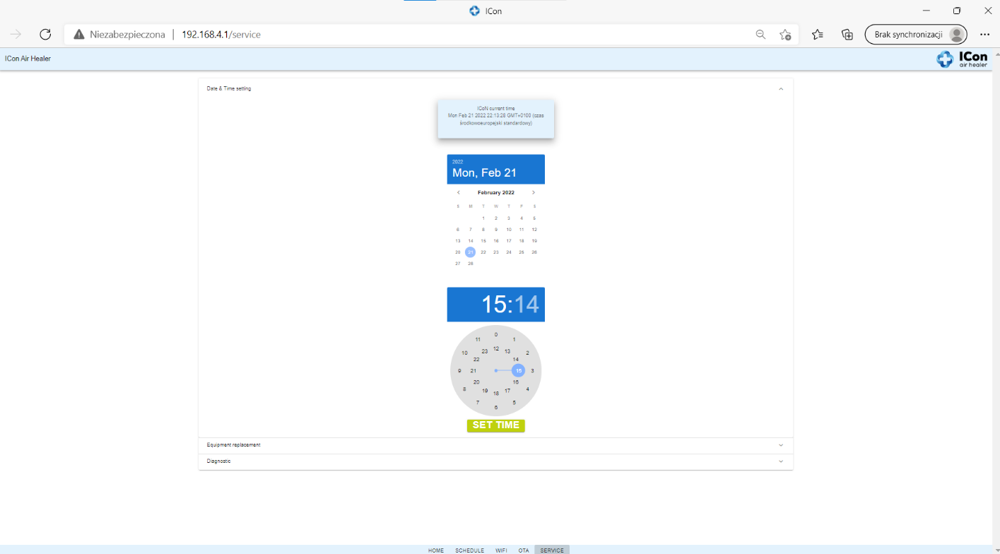 ICon
Niezabezpieczona
192.168.4.1/service
Brak synchronizacji
ICon Air Healer
ICon
air healer
Date & Time setting
ICoN current time
Mon Feb 21 2022 22:13:28 GMT+0100 (czas
środkowoeuropejski standardowy)
2022
Mon, Feb 21
February 2022
S M T W T F S
1 2 3 4 5
6 7 8 9 10 11 12
13 14 15 16 17 18 19
20 21 22 23 24 25 26
27 28
15:14
0
11 1
12
23 13
10 2
22 14
9 21 15 3
20 16
8 4
19 17
18
7 5
6
SET TIME
Equipment replacement
Diagnostic
HOME SCHEDULE WIFI OTA SERVICE